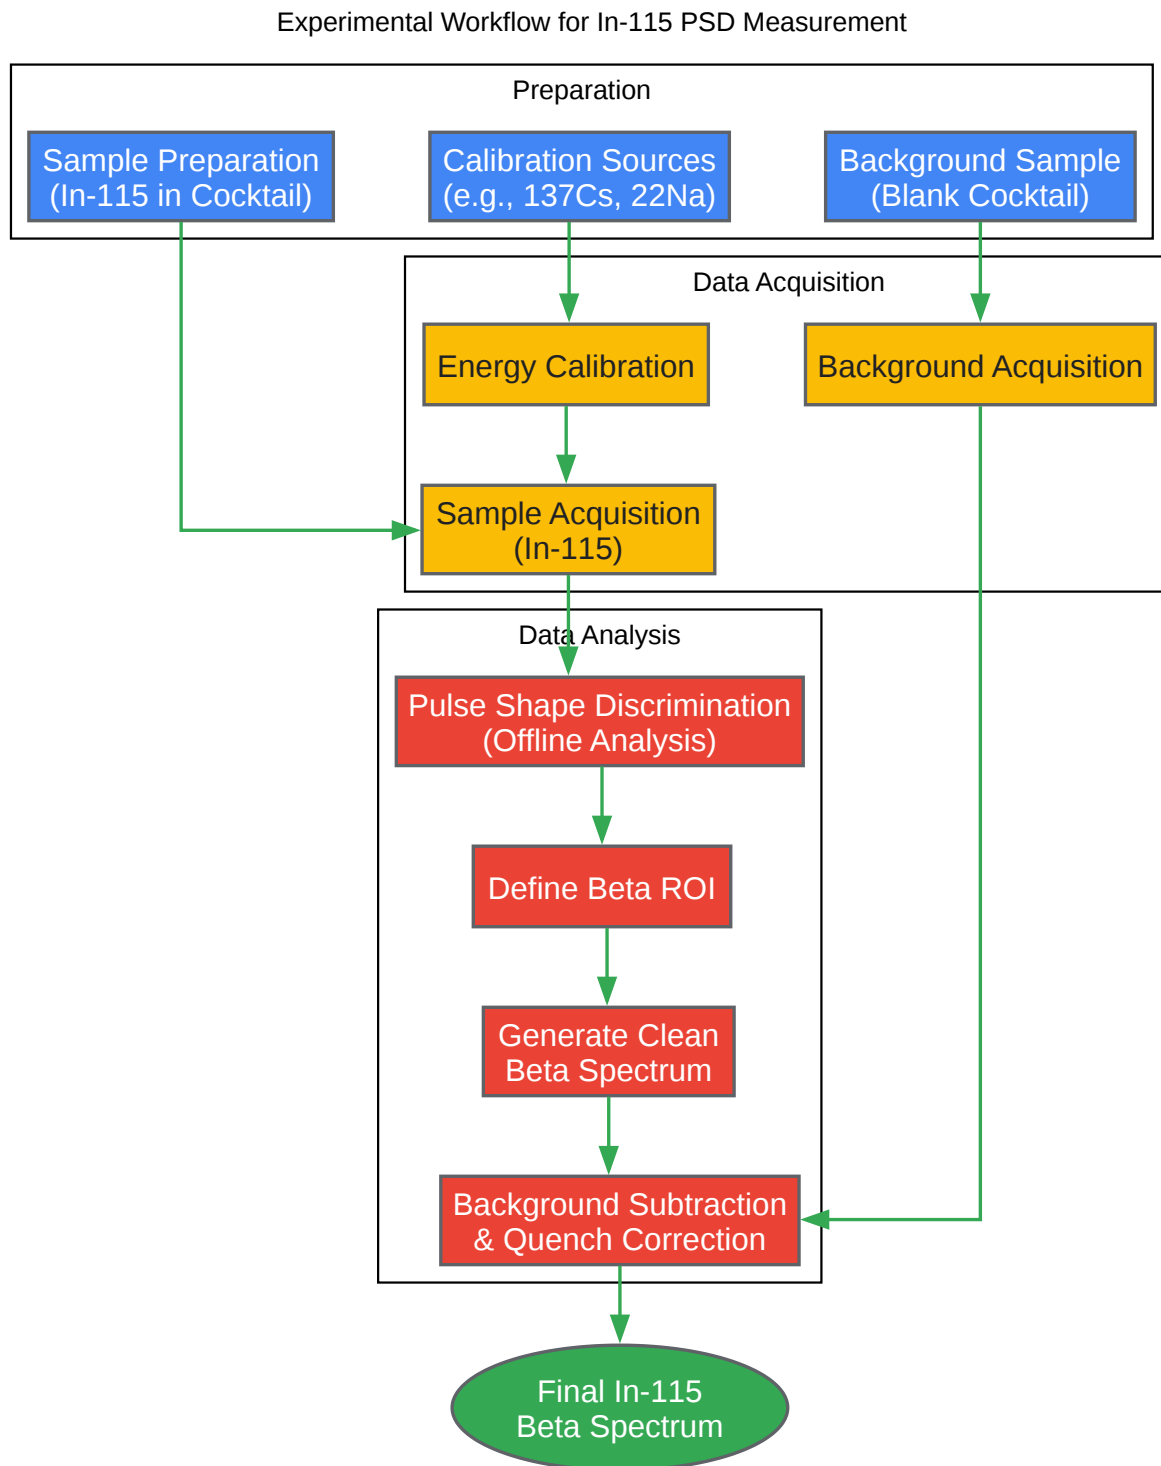 Experimental Workflow for In-115 PSD Measurement
Preparation
Sample Preparation
(In-115 in Cocktail)
Calibration Sources
(e.g., 137Cs, 22Na)
Background Sample
(Blank Cocktail)
Data Acquisition
Energy Calibration
Background Acquisition
Sample Acquisition
(In-115)
Data Analysis
Pulse Shape Discrimination
(Offline Analysis)
Define Beta ROI
Generate Clean
Beta Spectrum
Background Subtraction
& Quench Correction
Final In-115
Beta Spectrum